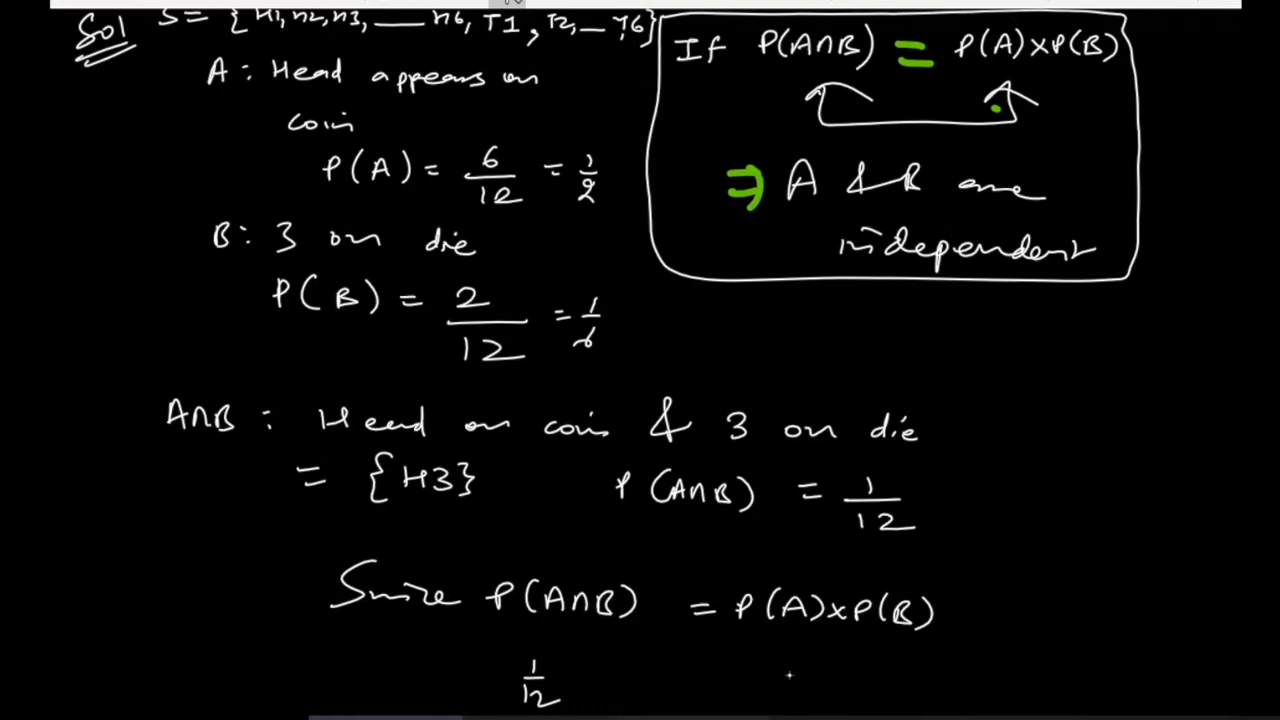 Sol S = {H1, H2, H3, __ H6, T1, T2, _ T6}
A : Head appears on
coin
P(A) = 6/12 = 1/2
B : 3 on die
P(B) = 2/12 = 1/6
If P(A∩B) = P(A)×P(B)
⇒ A & B are
independent
A∩B : Head on coin & 3 on die
= {H3} P(A∩B) = 1/12
Since P(A∩B) = P(A)×P(B)
1/12